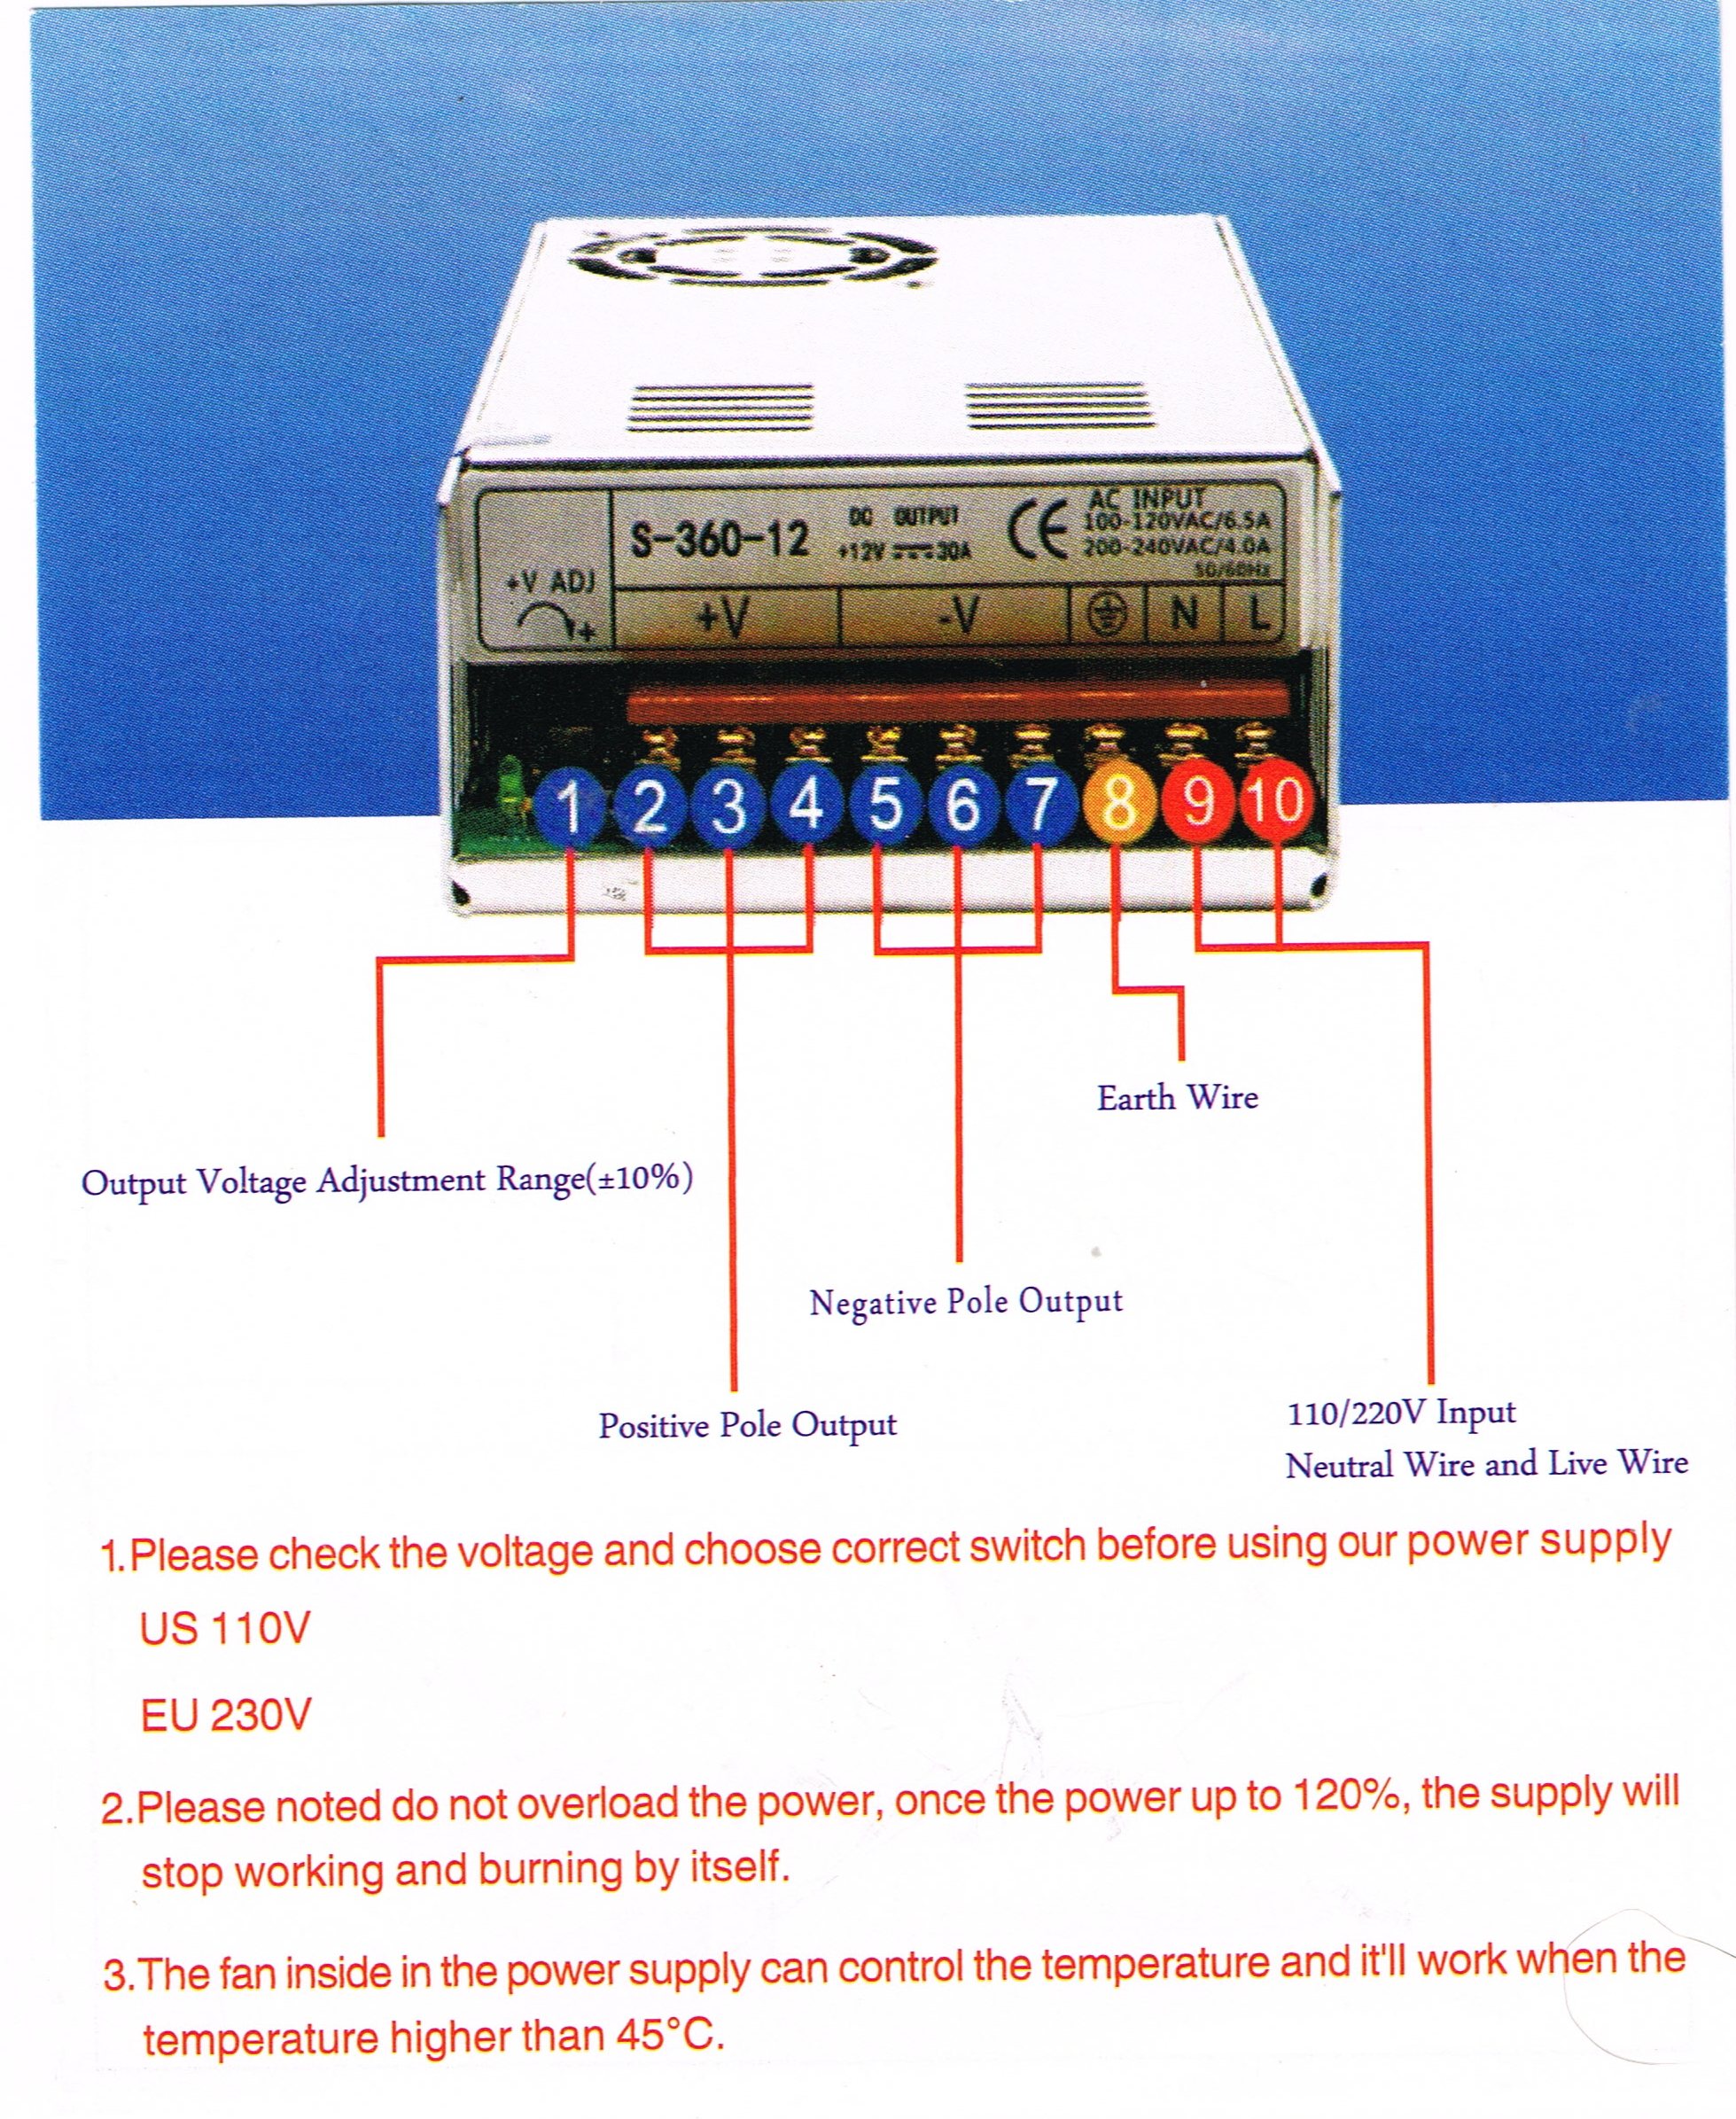 S-360-12
DC OUTPUT
+12V 30A
CE
AC INPUT
100-120VAC/6.5A
200-240VAC/4.0A
50/60Hz
+V ADJ
+
+V
-V
N
L
1 2 3 4 5 6 7 8 9 10
Earth Wire
Output Voltage Adjustment Range(±10%)
Negative Pole Output
Positive Pole Output
110/220V Input
Neutral Wire and Live Wire
1.Please check the voltage and choose correct switch before using our power supply
US 110V
EU 230V
2.Please noted do not overload the power, once the power up to 120%, the supply will
stop working and burning by itself.
3.The fan inside in the power supply can control the temperature and it'll work when the
temperature higher than 45°C.